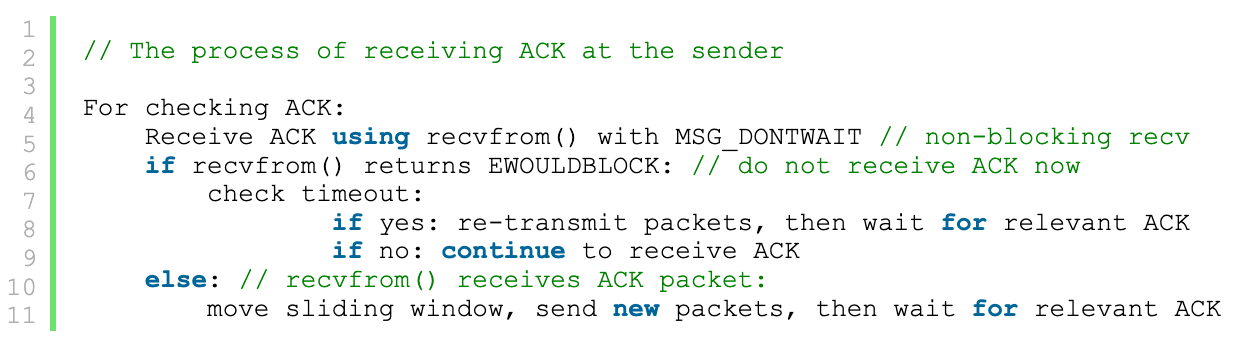 1
2 // The process of receiving ACK at the sender
3
4 For checking ACK:
5 Receive ACK using recvfrom() with MSG_DONTWAIT // non-blocking recv
6 if recvfrom() returns EWOULDBLOCK: // do not receive ACK now
7 check timeout:
8 if yes: re-transmit packets, then wait for relevant ACK
9 if no: continue to receive ACK
10 else: // recvfrom() receives ACK packet:
11 move sliding window, send new packets, then wait for relevant ACK